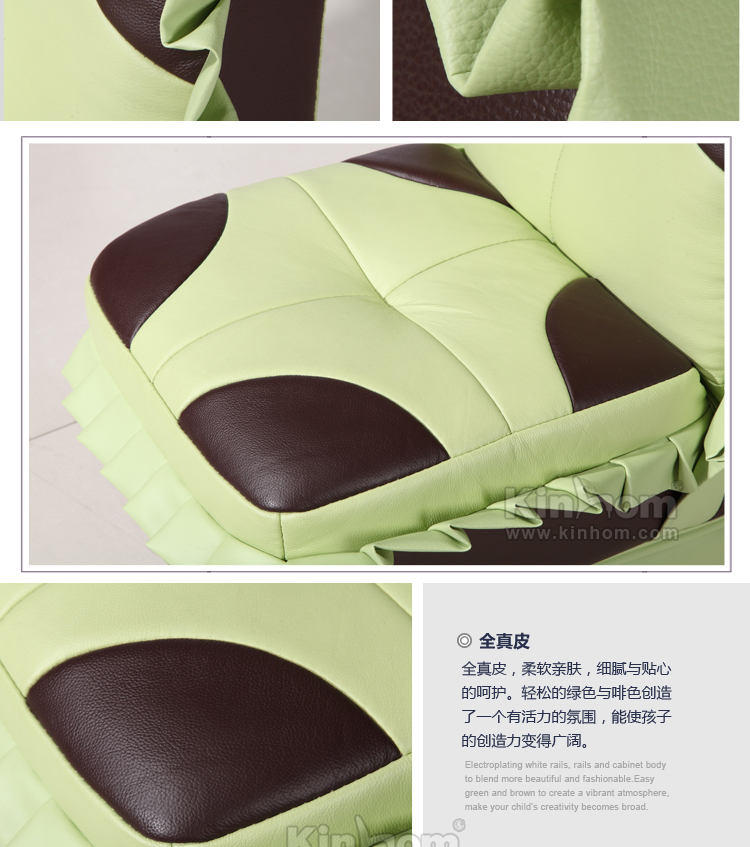 Kinhom
www.kinhom.com
全真皮
全真皮，柔软亲肤，细腻与贴心
的呵护。轻松的绿色与啡色创造
了一个有活力的氛围，能使孩子
的创造力变得广阔。
Electroplating white rails, rails and cabinet body
to blend more beautiful and fashionable.Easy
green and brown to create a vibrant atmosphere,
make your child's creativity becomes broad.
Kinhom